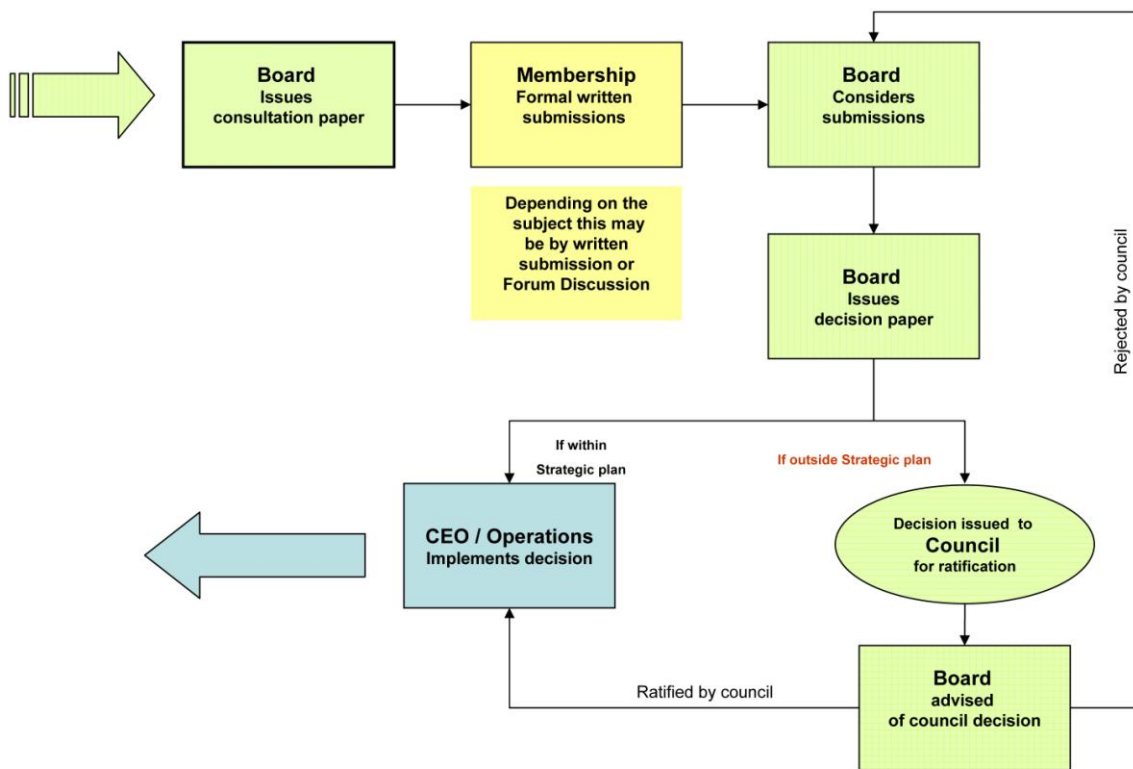 Board
Issues
consultation paper
Membership
Formal written
submissions
Board
Considers
submissions
Depending on the
subject this may
be by written
submission or
Forum Discussion
Board
Issues
decision paper
Rejected by council
If within
Strategic plan
If outside Strategic plan
CEO / Operations
Implements decision
Decision issued to
Council
for ratification
Ratified by council
Board
advised
of council decision